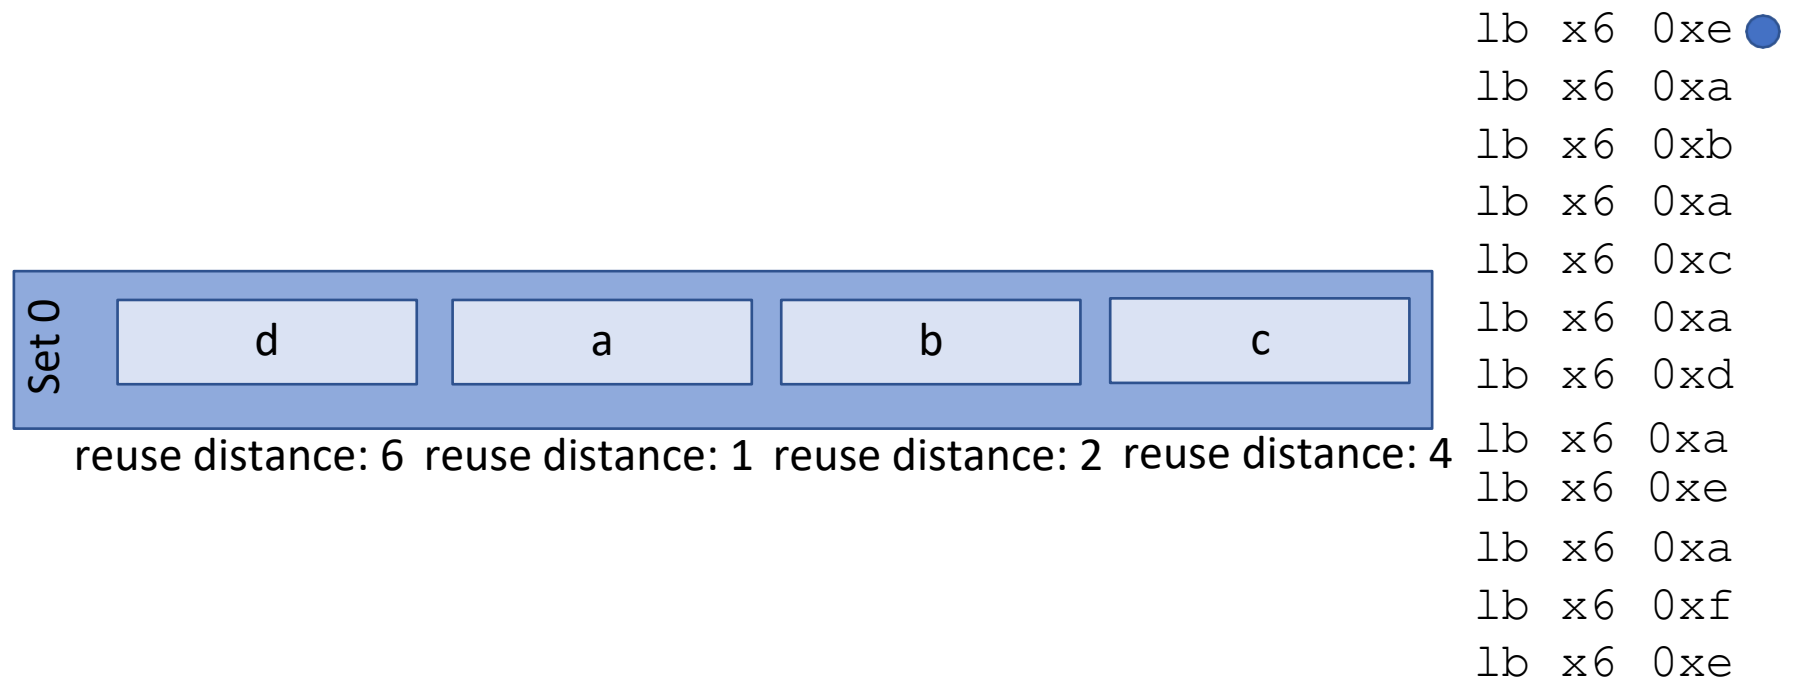 lb x6 0xe
lb x6 0xa
lb x6 0xb
lb x6 0xa
lb x6 0xc
lb x6 0xa
lb x6 0xd
lb x6 0xa
lb x6 0xe
lb x6 0xa
lb x6 0xf
lb x6 0xe
Set 0
d a b c
reuse distance: 6 reuse distance: 1 reuse distance: 2 reuse distance: 4